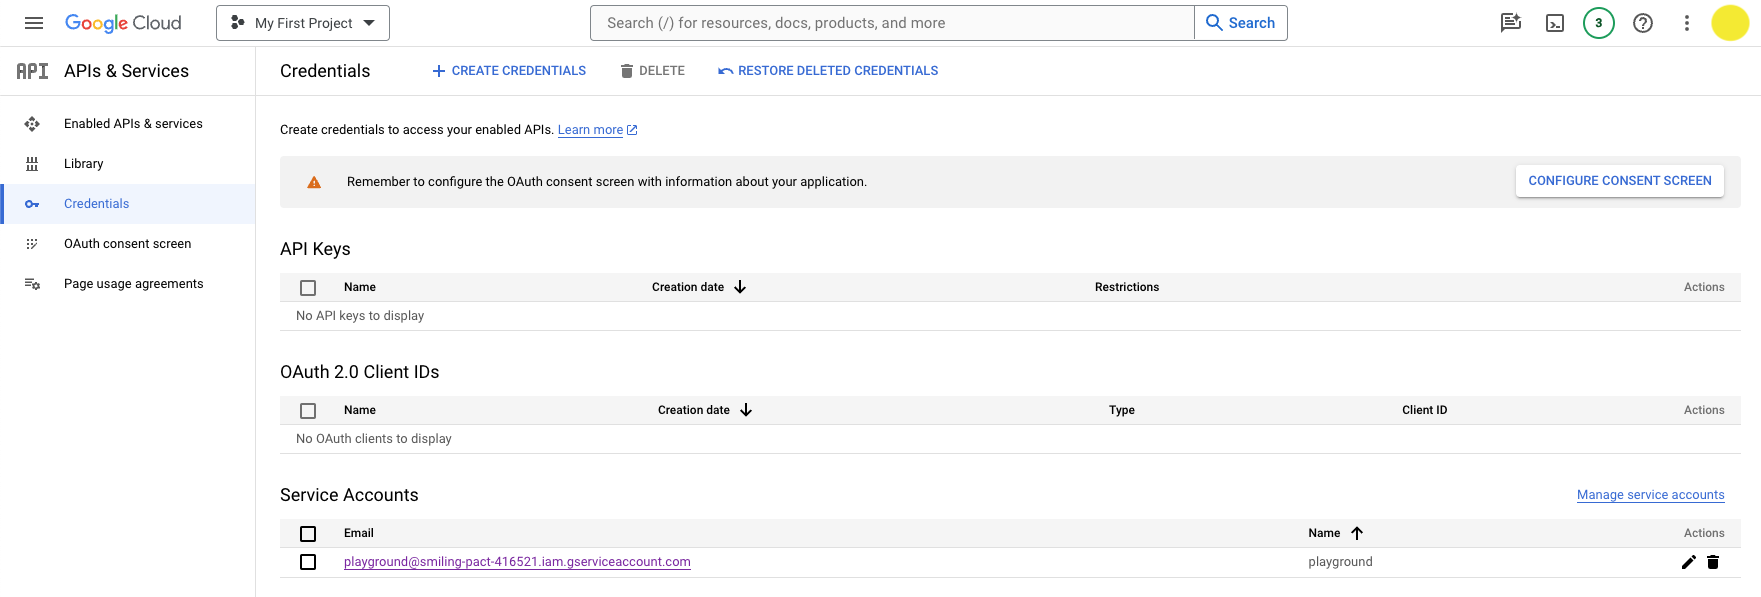 Google Cloud
My First Project
Search (/) for resources, docs, products, and more
Search
3
API
APIs & Services
Credentials
CREATE CREDENTIALS
DELETE
RESTORE DELETED CREDENTIALS
Enabled APIs & services
Library
Credentials
OAuth consent screen
Page usage agreements
Create credentials to access your enabled APIs. Learn more
Remember to configure the OAuth consent screen with information about your application.
CONFIGURE CONSENT SCREEN
API Keys
Name Creation date Restrictions Actions
No API keys to display
OAuth 2.0 Client IDs
Name Creation date Type Client ID Actions
No OAuth clients to display
Service Accounts
Manage service accounts
Email Name Actions
playground@smiling-pact-416521.iam.gserviceaccount.com playground